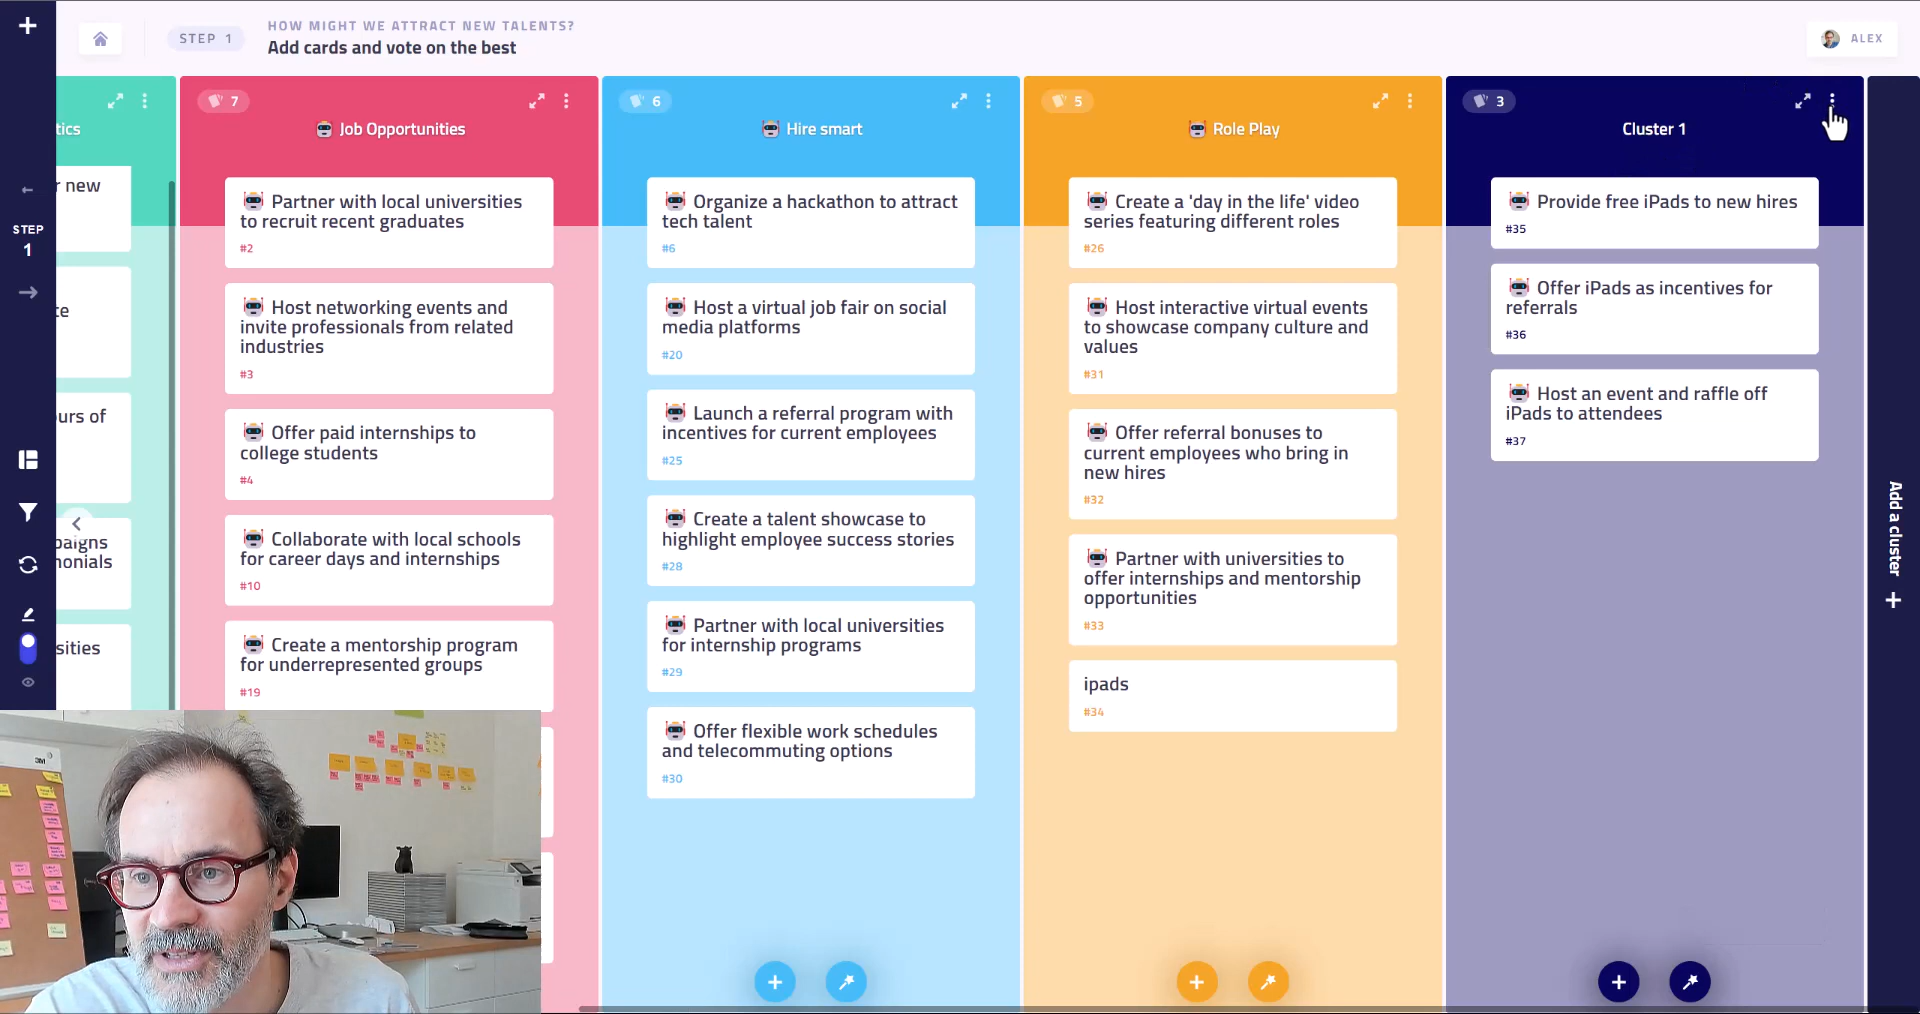 HOW MIGHT WE ATTRACT NEW TALENTS?
STEP 1
Add cards and vote on the best
ALEX
STEP
1
tics
r new
te
urs of
paigns
monials
sities
7
Job Opportunities
Partner with local universities
to recruit recent graduates
#2
Host networking events and
invite professionals from related
industries
#3
Offer paid internships to
college students
#4
Collaborate with local schools
for career days and internships
#10
Create a mentorship program
for underrepresented groups
#19
6
Hire smart
Organize a hackathon to attract
tech talent
#6
Host a virtual job fair on social
media platforms
#20
Launch a referral program with
incentives for current employees
#25
Create a talent showcase to
highlight employee success stories
#28
Partner with local universities
for internship programs
#29
Offer flexible work schedules
and telecommuting options
#30
5
Role Play
Create a 'day in the life' video
series featuring different roles
#26
Host interactive virtual events
to showcase company culture and
values
#31
Offer referral bonuses to
current employees who bring in
new hires
#32
Partner with universities to
offer internships and mentorship
opportunities
#33
ipads
#34
3
Cluster 1
Provide free iPads to new hires
#35
Offer iPads as incentives for
referrals
#36
Host an event and raffle off
iPads to attendees
#37
Add a cluster +